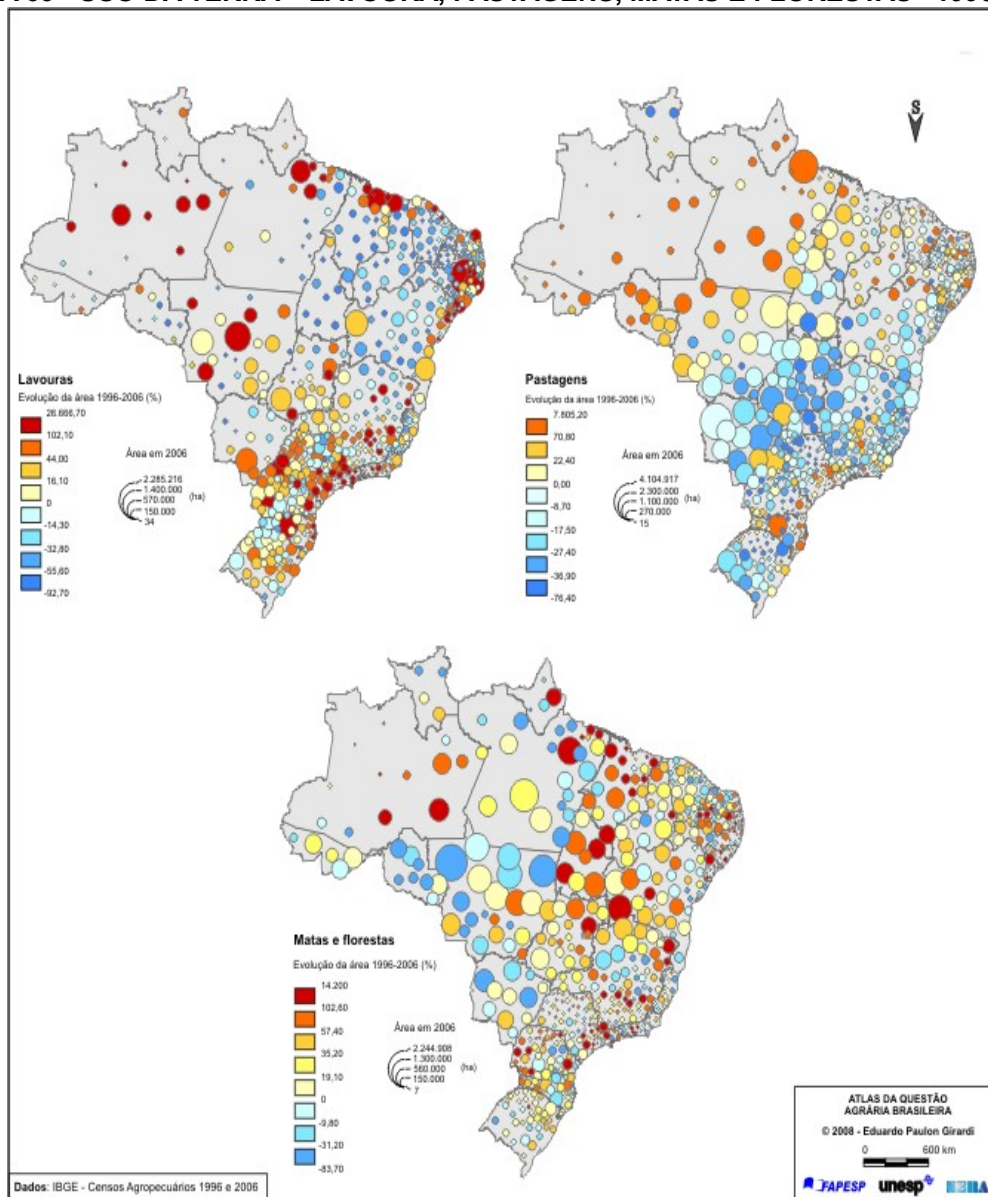 USO DA TERRA - LAVOURA, PASTAGENS, MATAS E FLORESTAS -
S
Lavouras
Evolução da área 1996-2006 (%)
26.666,70
102,10
44,00
16,10
0
-14,30
-32,80
-55,60
-92,70
Área em 2006
2.285.216
1.400.000
570.000
150.000
34
(ha)
Pastagens
Evolução da área 1996-2006 (%)
7.805,20
70,80
22,40
0,00
-8,70
-17,50
-27,40
-36,90
-76,40
Área em 2006
4.104.917
2.300.000
1.100.000
270.000
15
(ha)
Matas e florestas
Evolução da área 1996-2006 (%)
14.200
102,60
57,40
35,20
19,10
0
-9,80
-31,20
-83,70
Área em 2006
2.244.908
1.300.000
560.000
150.000
7
(ha)
ATLAS DA QUESTÃO
AGRÁRIA BRASILEIRA
© 2008 - Eduardo Paulon Girardi
0 600 km
FAPESP unesp NERA
Dados: IBGE - Censos Agropecuários 1996 e 2006